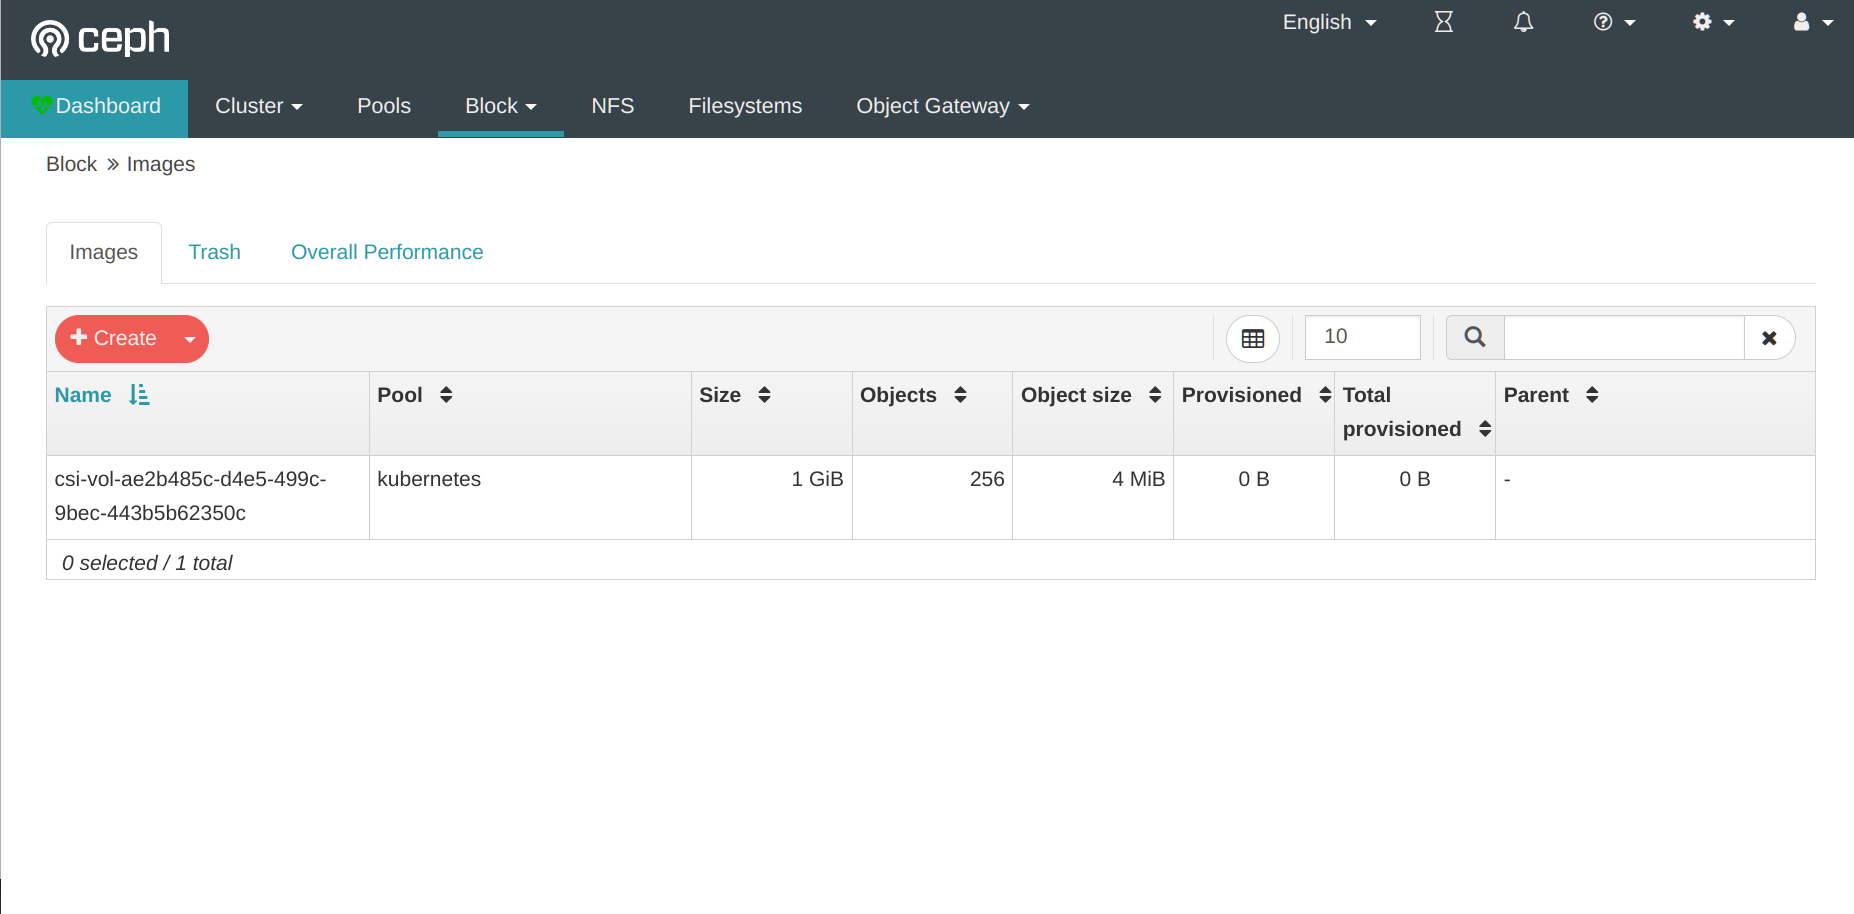 ceph
English
Dashboard Cluster Pools Block NFS Filesystems Object Gateway
Block » Images
Images Trash Overall Performance
Create 10
Name Pool Size Objects Object size Provisioned Total provisioned Parent
csi-vol-ae2b485c-d4e5-499c- kubernetes 1 GiB 256 4 MiB 0 B 0 B -
9bec-443b5b62350c
0 selected / 1 total